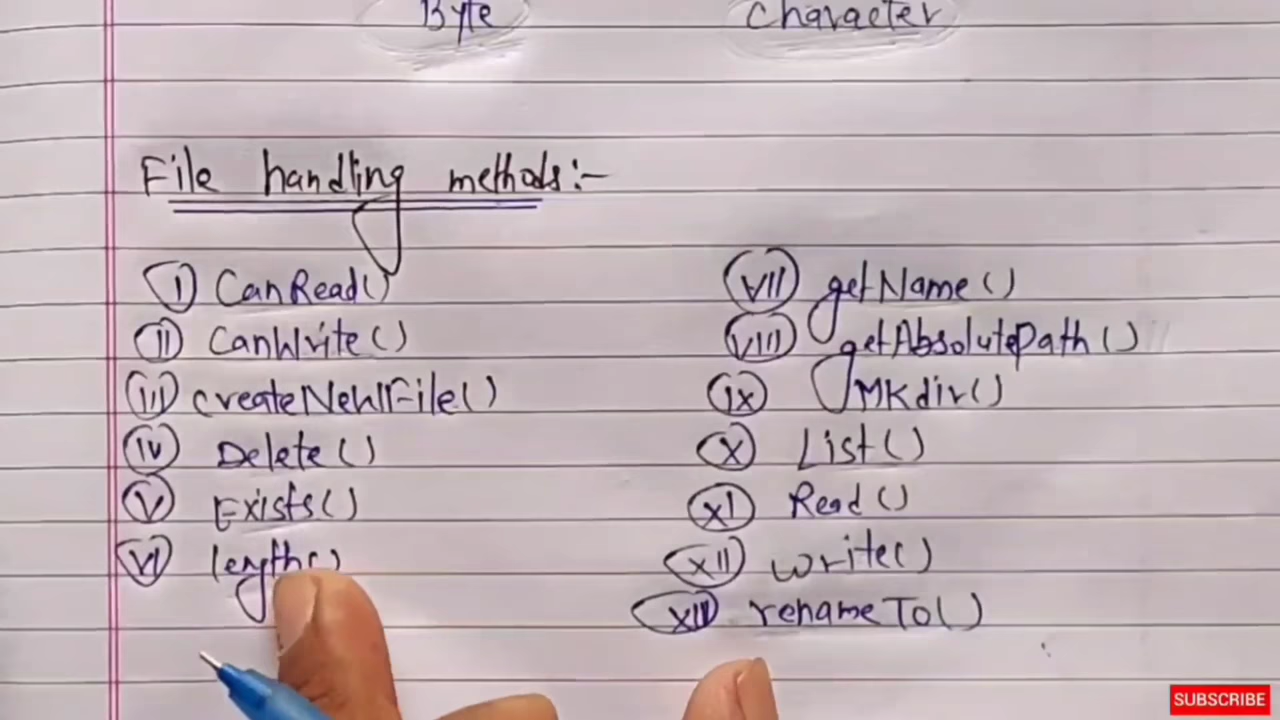 Byte
Character
File handling methods:-
i CanRead()
ii CanWrite()
iii createNewFile()
iv Delete()
v Exists()
vi length()
vii getName()
viii getAbsolutePath()
ix MKdir()
x List()
xi Read()
xii write()
xiii renameTo()
SUBSCRIBE